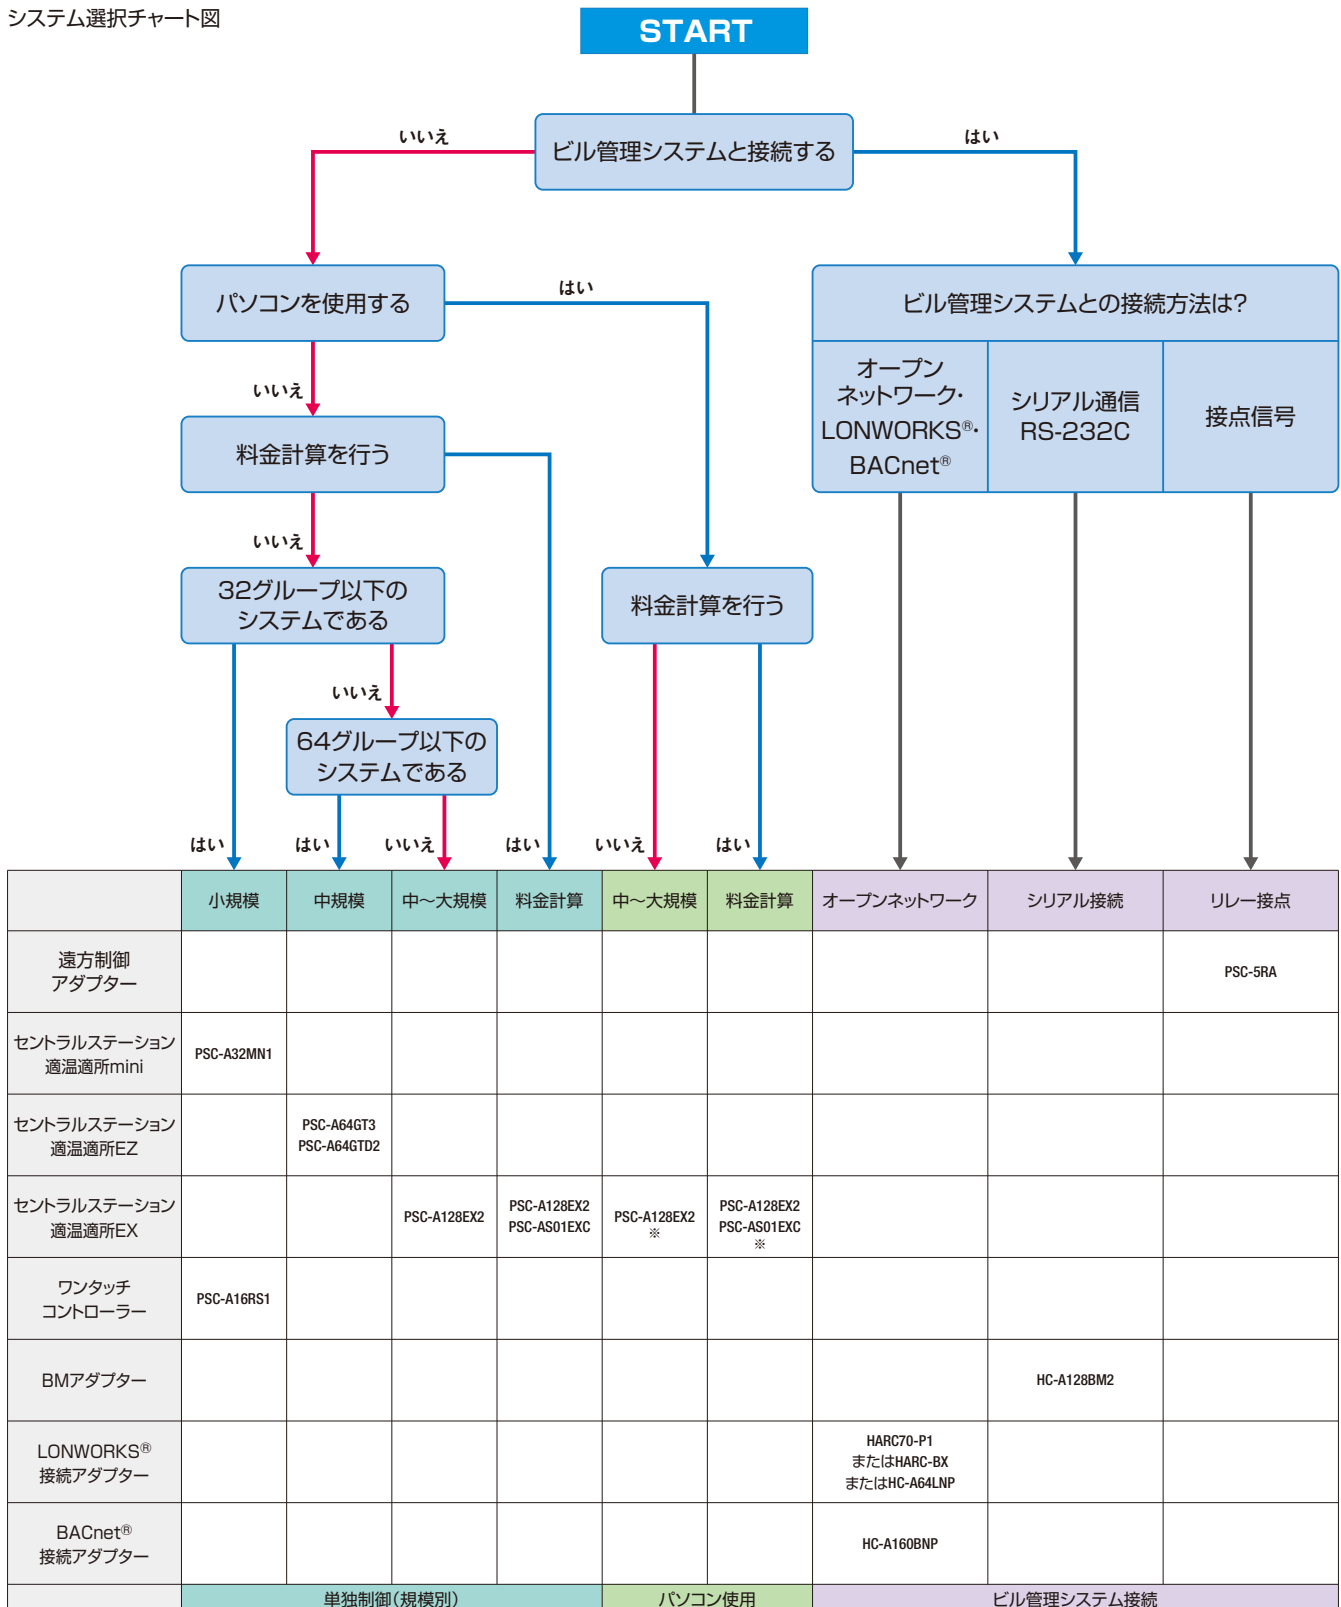 システム選択チャート図
START
ビル管理システムと接続する
いいえ
はい
パソコンを使用する
はい
いいえ
料金計算を行う
いいえ
32グループ以下の
システムである
いいえ
64グループ以下の
システムである
料金計算を行う
ビル管理システムとの接続方法は?
オープン
ネットワーク・
LONWORKS®・
BACnet®
シリアル通信
RS-232C
接点信号
はい
はい
いいえ
はい
いいえ
はい
小規模 中規模 中〜大規模 料金計算 中〜大規模 料金計算 オープンネットワーク シリアル接続 リレー接点
遠方制御
アダプター
PSC-5RA
セントラルステーション
適温適所mini
PSC-A32MN1
セントラルステーション
適温適所EZ
PSC-A64GT3
PSC-A64GTD2
セントラルステーション
適温適所EX
PSC-A128EX2
PSC-A128EX2
PSC-AS01EXC
PSC-A128EX2
※
PSC-A128EX2
PSC-AS01EXC
※
ワンタッチ
コントローラー
PSC-A16RS1
BMアダプター
HC-A128BM2
LONWORKS®
接続アダプター
HARC70-P1
またはHARC-BX
またはHC-A64LNP
BACnet®
接続アダプター
HC-A160BNP
単独制御(規模別) パソコン使用 ビル管理システム接続